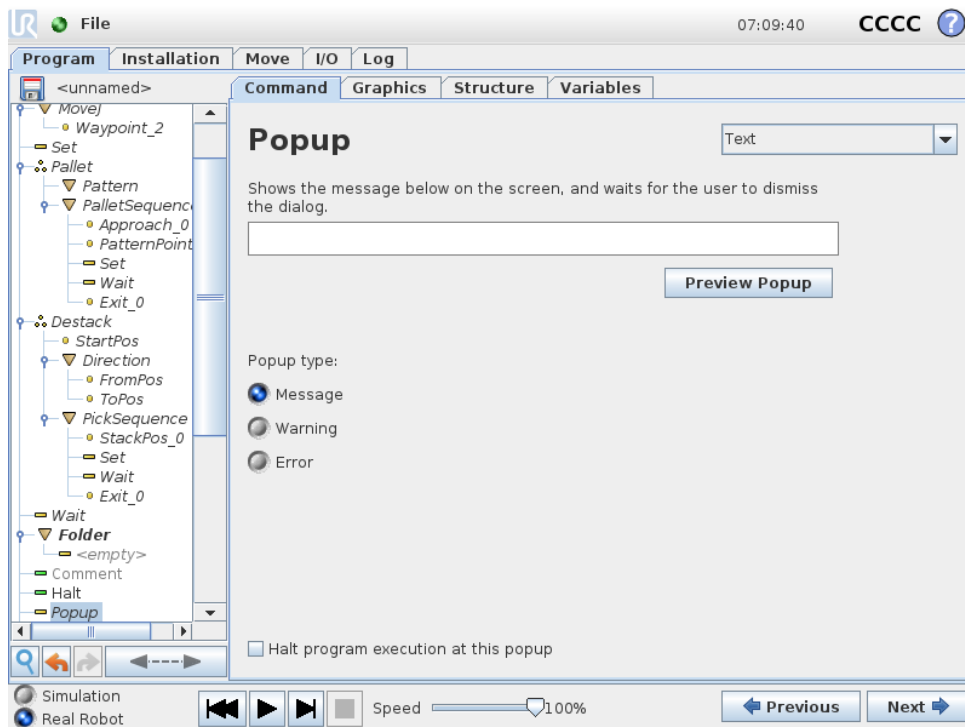 UR File 07:09:40 CCCC ?
Program Installation Move I/O Log
<unnamed>
Command Graphics Structure Variables
MoveJ
Waypoint_2
Set
Pallet
Pattern
PalletSequenc
Approach_0
PatternPoint
Set
Wait
Exit_0
Destack
StartPos
Direction
FromPos
ToPos
PickSequence
StackPos_0
Set
Wait
Exit_0
Wait
Folder
<empty>
Comment
Halt
Popup
Popup
Text
Shows the message below on the screen, and waits for the user to dismiss
the dialog.
Preview Popup
Popup type:
Message
Warning
Error
Halt program execution at this popup
Simulation
Real Robot
Speed 100%
Previous Next